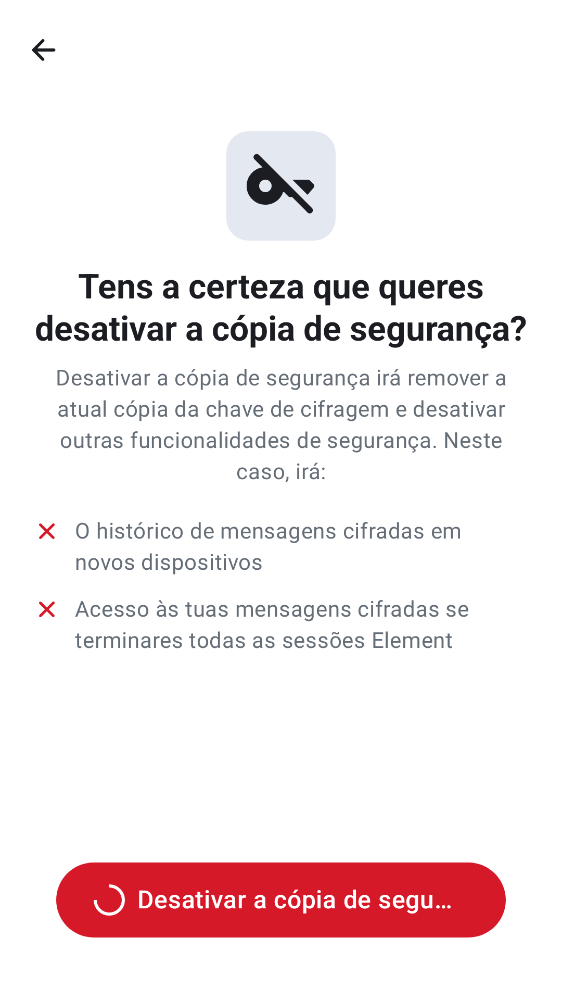 Tens a certeza que queres
desativar a cópia de segurança?
Desativar a cópia de segurança irá remover a
atual cópia da chave de cifragem e desativar
outras funcionalidades de segurança. Neste
caso, irá:
O histórico de mensagens cifradas em
novos dispositivos
Acesso às tuas mensagens cifradas se
terminares todas as sessões Element
Desativar a cópia de segu…